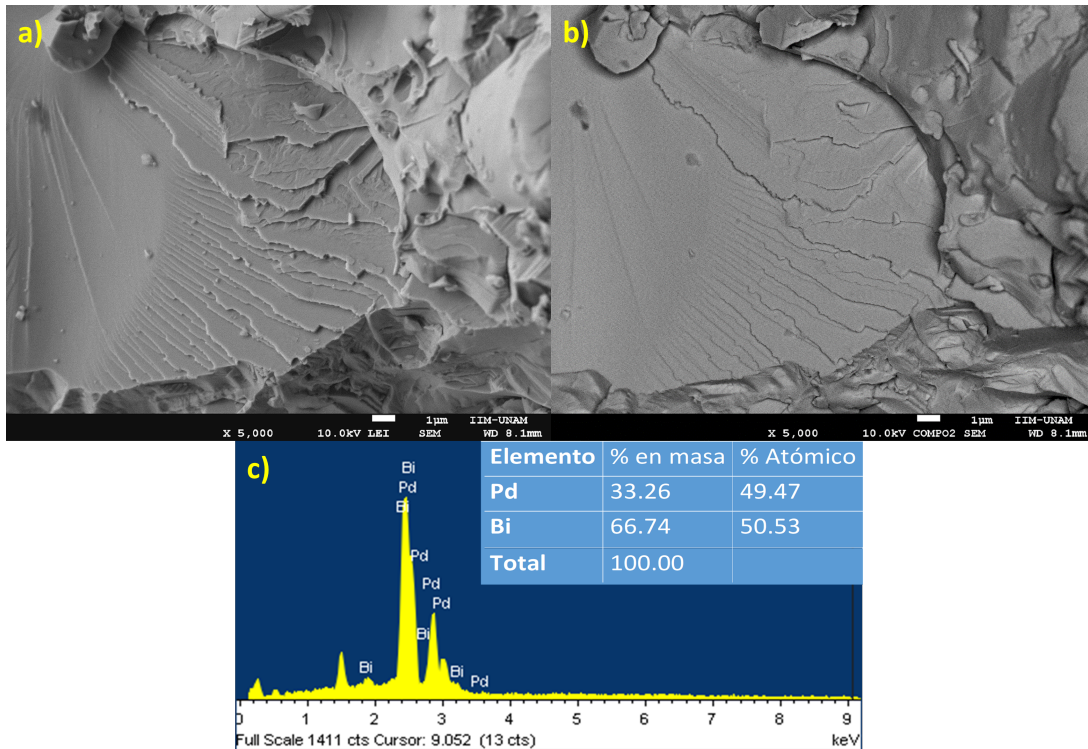 a)
1µm IIM-UNAM
X 5,000 10.0kV LEI SEM WD 8.1mm
b)
1µm IIM-UNAM
X 5,000 10.0kV COMPO2 SEM WD 8.1mm
c)
Bi
Pd
Bi
Pd
Pd
Pd
Bi
Bi
Bi
Pd
0 1 2 3 4 5 6 7 8 9
Full Scale 1411 cts Cursor: 9.052 (13 cts) keV
Elemento % en masa % Atómico
Pd 33.26 49.47
Bi 66.74 50.53
Total 100.00